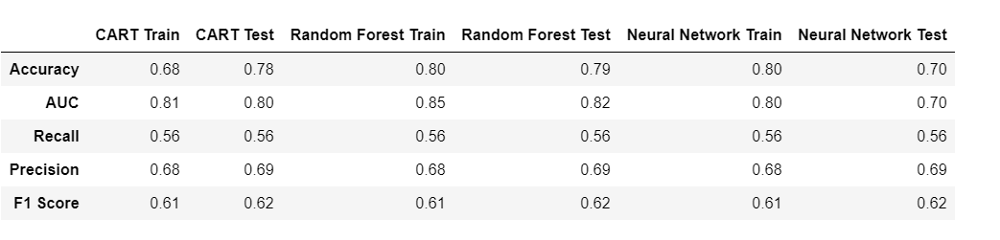 CART Train CART Test Random Forest Train Random Forest Test Neural Network Train Neural Network Test
Accuracy 0.68 0.78 0.80 0.79 0.80 0.70
AUC 0.81 0.80 0.85 0.82 0.80 0.70
Recall 0.56 0.56 0.56 0.56 0.56 0.56
Precision 0.68 0.69 0.68 0.69 0.68 0.69
F1 Score 0.61 0.62 0.61 0.62 0.61 0.62